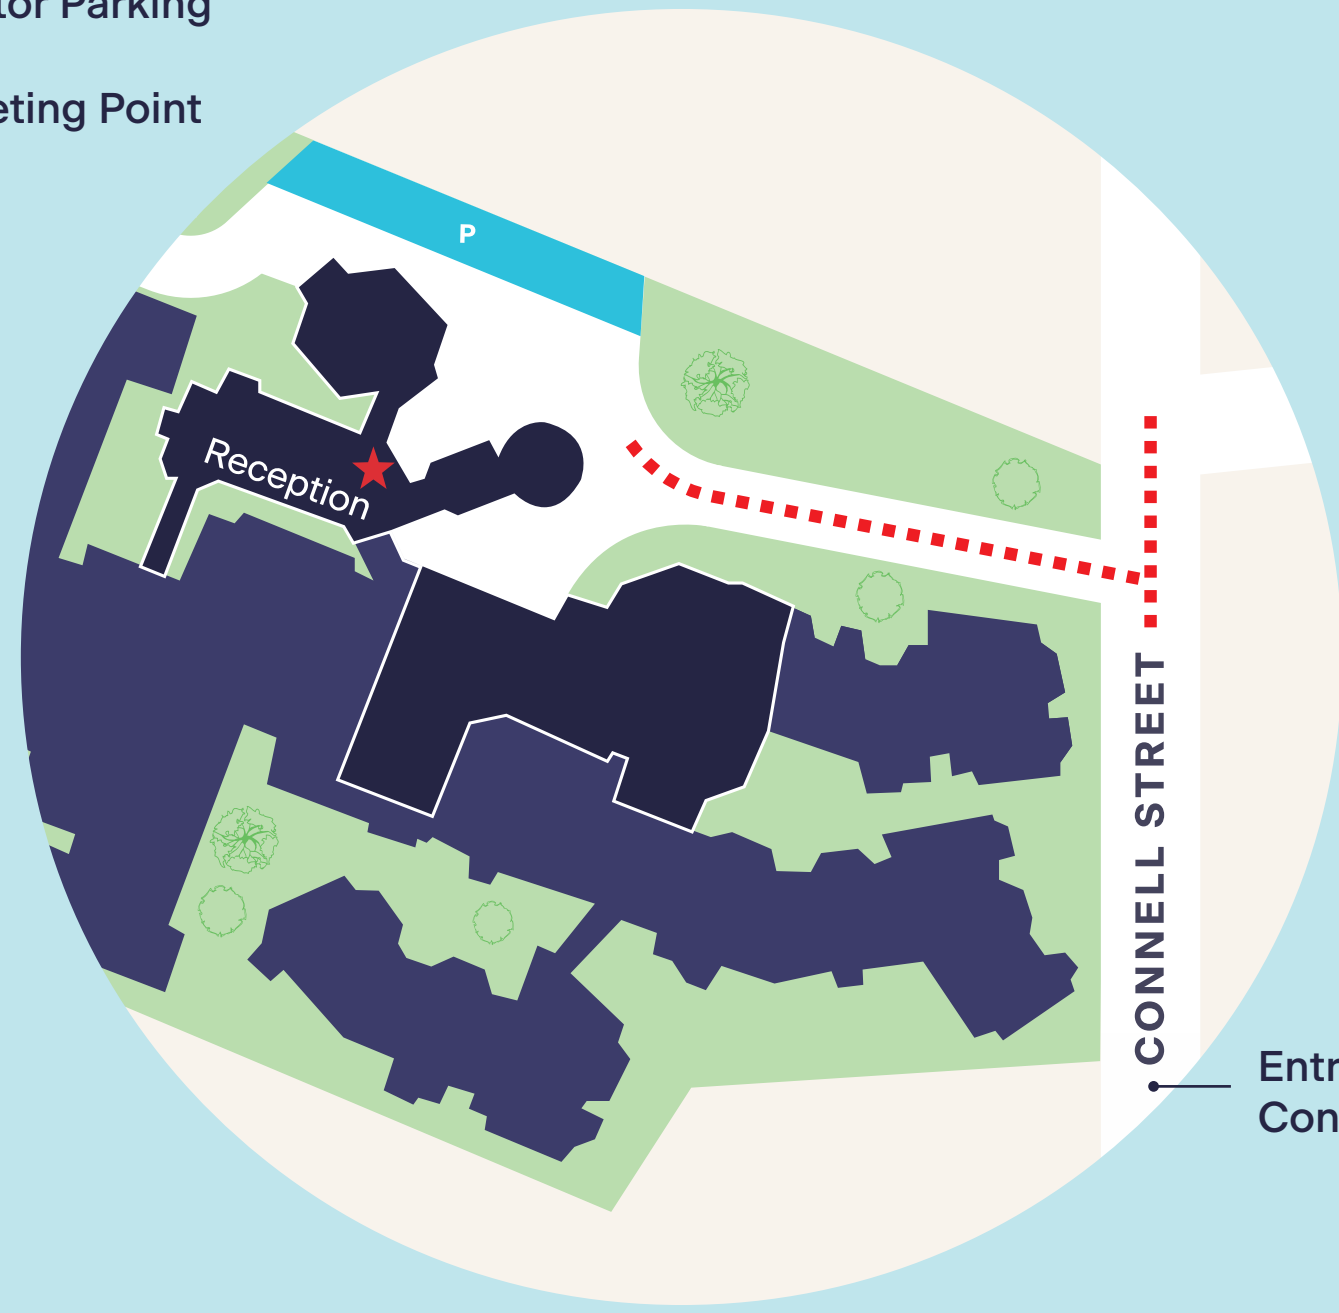 tor Parking
eting Point
P
Reception
CONNELL STREET
Entr
Con